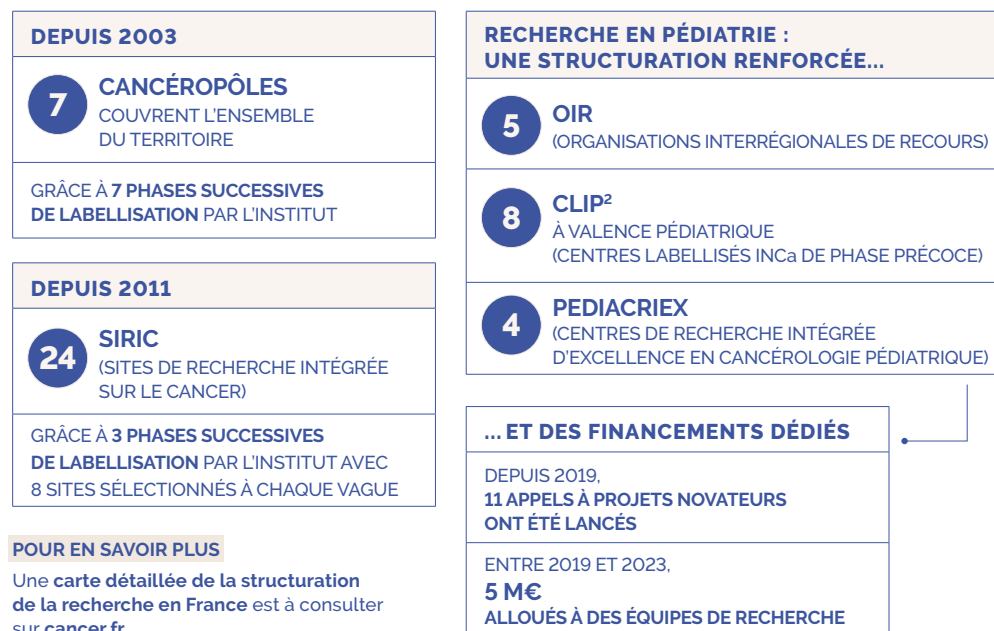 DEPUIS 2003
7
CANCÉROPÔLES
COUVRENT L'ENSEMBLE
DU TERRITOIRE
GRÂCE À 7 PHASES SUCCESSIVES
DE LABELLISATION PAR L'INSTITUT
DEPUIS 2011
24
SIRIC
(SITES DE RECHERCHE INTÉGRÉE
SUR LE CANCER)
GRÂCE À 3 PHASES SUCCESSIVES
DE LABELLISATION PAR L'INSTITUT AVEC
8 SITES SÉLECTIONNÉS À CHAQUE VAGUE
POUR EN SAVOIR PLUS
Une carte détaillée de la structuration
de la recherche en France est à consulter
sur cancer.fr
RECHERCHE EN PÉDIATRIE :
UNE STRUCTURATION RENFORCÉE...
5
OIR
(ORGANISATIONS INTERRÉGIONALES DE RECOURS)
8
CLIP²
À VALENCE PÉDIATRIQUE
(CENTRES LABELLISÉS INCa DE PHASE PRÉCOCE)
4
PEDIACRIEX
(CENTRES DE RECHERCHE INTÉGRÉE
D'EXCELLENCE EN CANCÉROLOGIE PÉDIATRIQUE)
... ET DES FINANCEMENTS DÉDIÉS
DEPUIS 2019,
11 APPELS À PROJETS NOVATEURS
ONT ÉTÉ LANCÉS
ENTRE 2019 ET 2023,
5 M€
ALLOUÉS À DES ÉQUIPES DE RECHERCHE